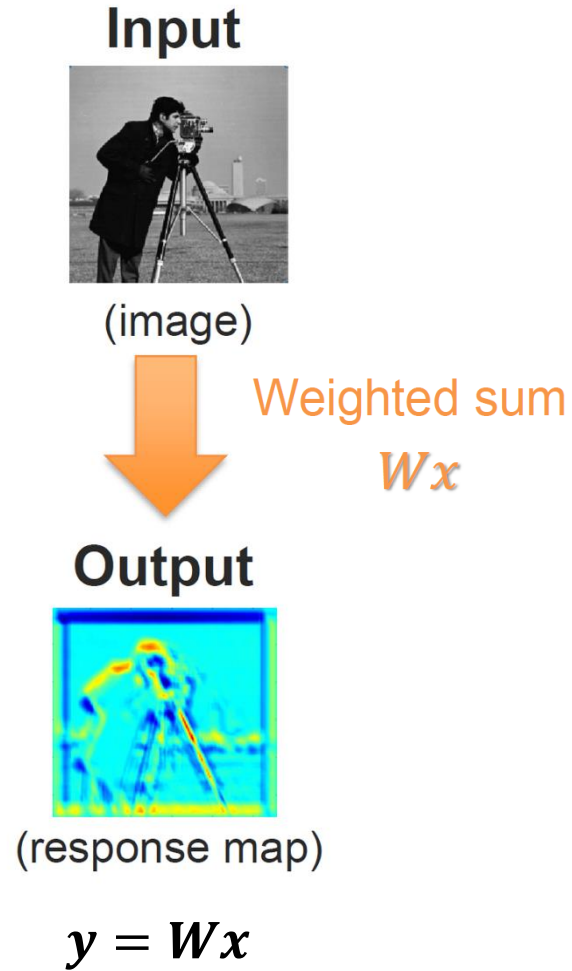 Input
(image)
Weighted sum
Wx
Output
(response map)
y = Wx